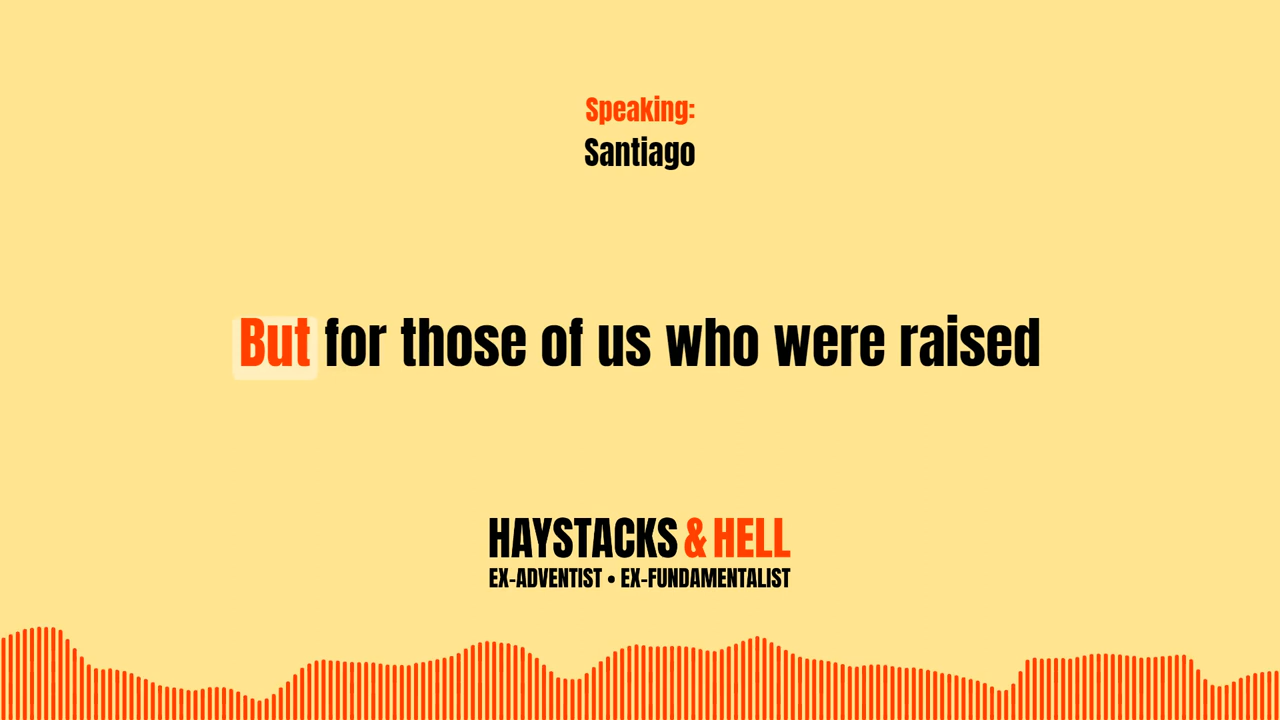 Speaking:
Santiago
But for those of us who were raised
HAYSTACKS & HELL
EX-ADVENTIST • EX-FUNDAMENTALIST